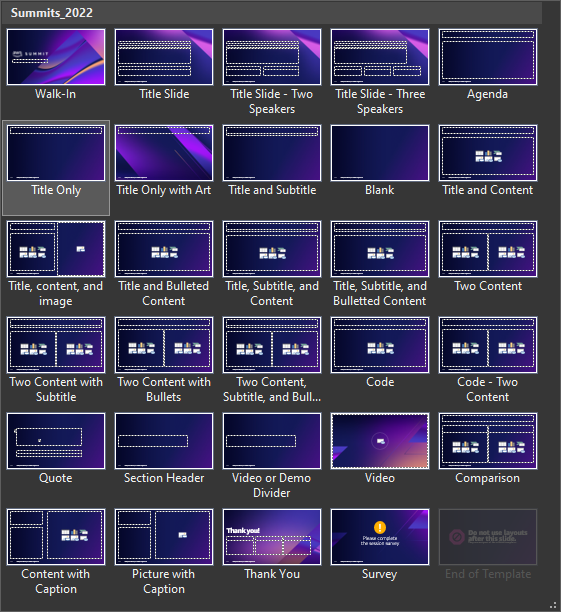 Summits_2022
SUMMIT
Walk-In
Title Slide
Title Slide - Two
Speakers
Title Slide - Three
Speakers
Agenda
Title Only
Title Only with Art
Title and Subtitle
Blank
Title and Content
Title, content, and
image
Title and Bulleted
Content
Title, Subtitle, and
Content
Title, Subtitle, and
Bulletted Content
Two Content
Two Content with
Subtitle
Two Content with
Bullets
Two Content,
Subtitle, and Bull...
Code
Code - Two
Content
Quote
Section Header
Video or Demo
Divider
Video
Comparison
Content with
Caption
Picture with
Caption
Thank you!
Thank You
Please complete
the session survey
Survey
Do not use layouts
after this slide.
End of Template